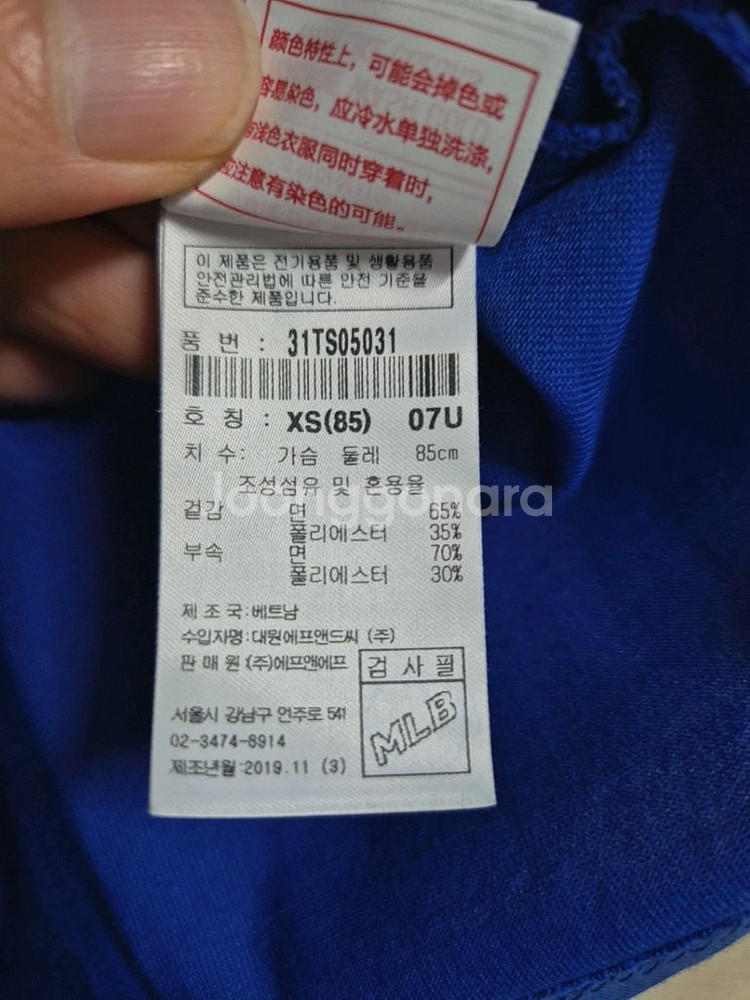 颜色特性上，可能会掉色或
容易染色，应冷水单独洗涤，
浅色衣服同时穿着时，
应注意有染色的可能。
이 제품은 전기용품 및 생활용품
안전관리법에 따른 안전 기준을
준수한 제품입니다.
품 번 : 31TS05031
호 칭 : XS(85) 07U
치 수: 가슴 둘레 85cm
조성섬유 및 혼용율
loonggonara
겉감 면 65%
폴리에스터 35%
부속 면 70%
폴리에스터 30%
제 조 국:베트남
수입자명:대원에프앤드씨 (주)
판 매 원:(주)에프앤에프
검 사 필
MLB
서울시 강남구 언주로 541
02-3474-8914
제조년월:2019.11 (3)